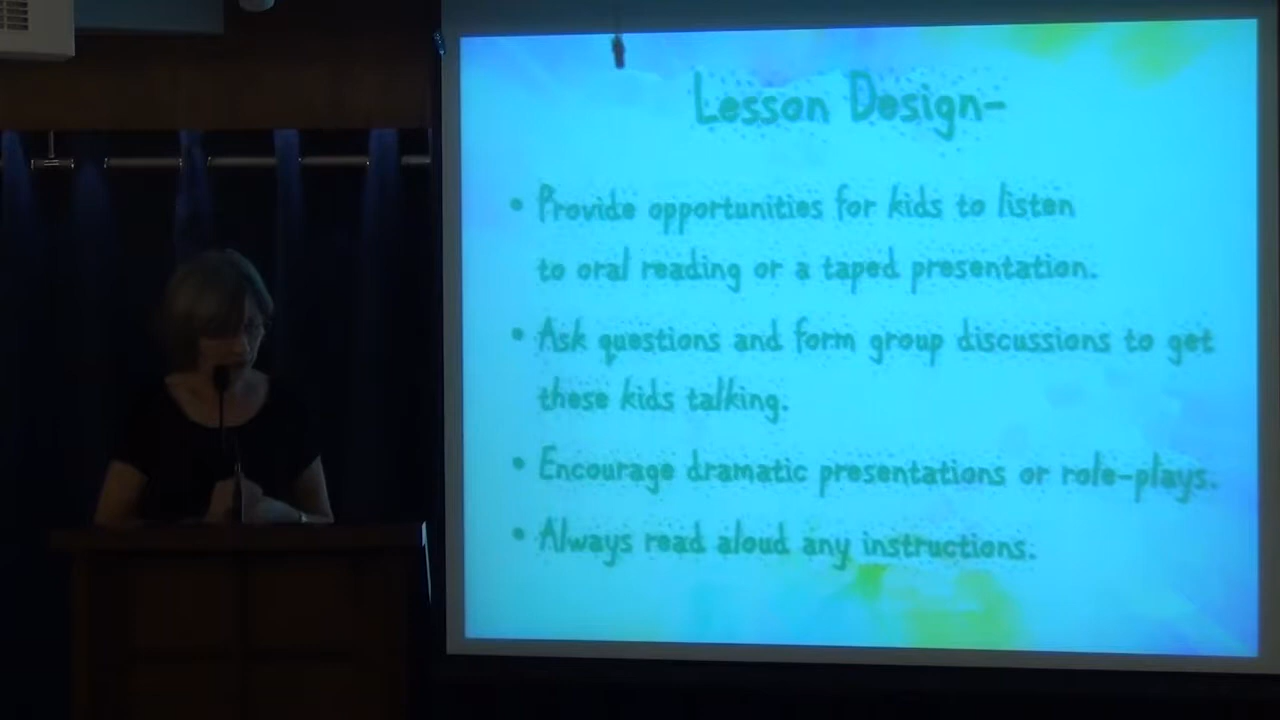 Lesson Design-
• Provide opportunities for kids to listen
to oral reading or a taped presentation.
• Ask questions and form group discussions to get
these kids talking.
• Encourage dramatic presentations or role-plays.
• Always read aloud any instructions.